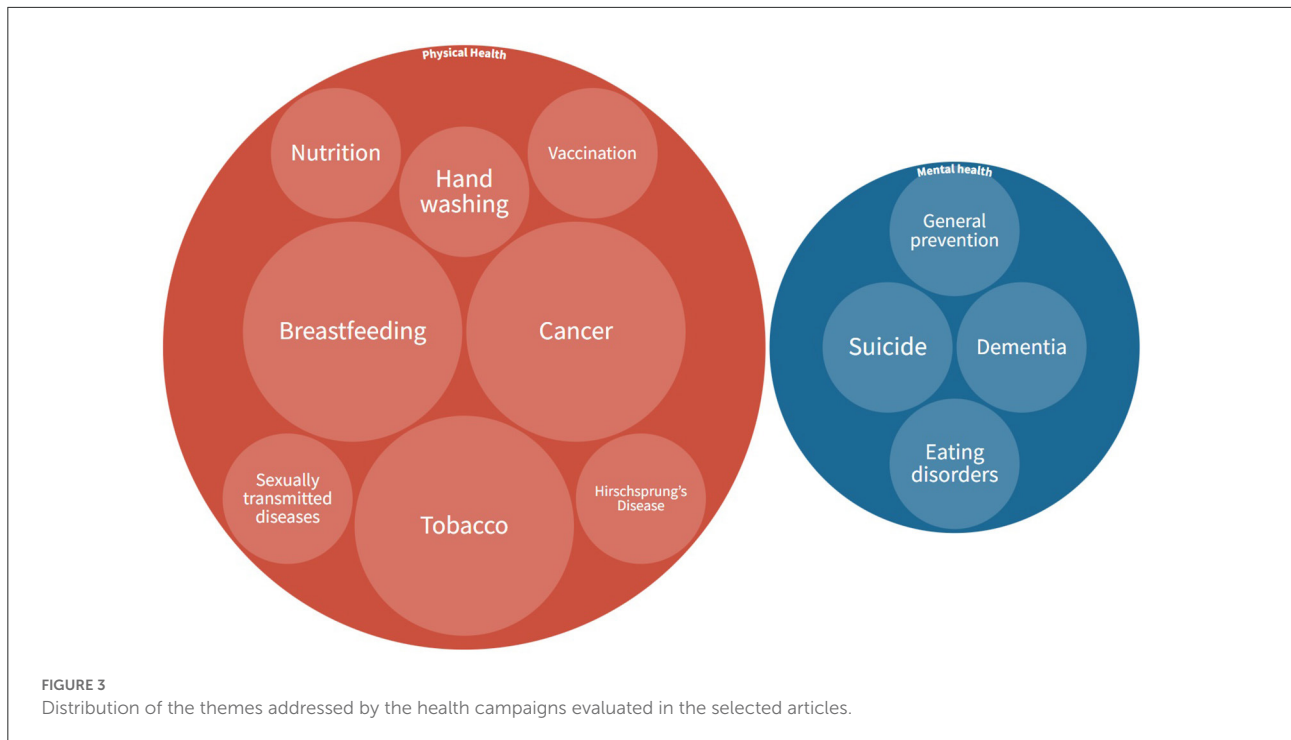 Physical Health
Nutrition
Hand
washing
Vaccination
Breastfeeding
Cancer
Sexually
transmitted
diseases
Tobacco
Hirschsprung's
Disease
Mental health
General
prevention
Suicide
Dementia
Eating
disorders
FIGURE 3
Distribution of the themes addressed by the health campaigns evaluated in the selected articles.